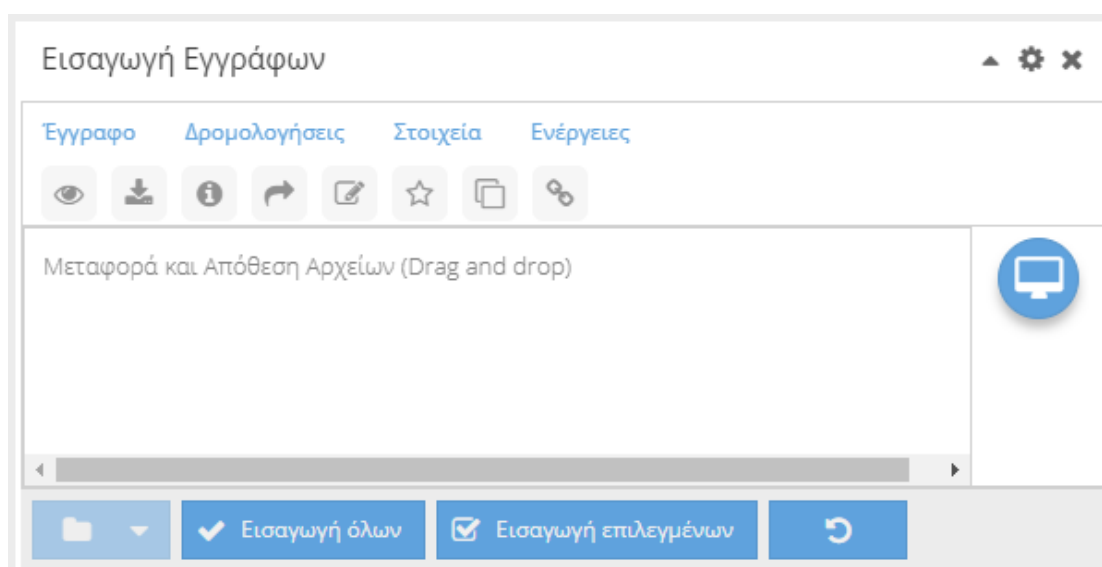 Εισαγωγή Εγγράφων
Έγγραφο Δρομολογήσεις Στοιχεία Ενέργειες
Μεταφορά και Απόθεση Αρχείων (Drag and drop)
Εισαγωγή όλων Εισαγωγή επιλεγμένων